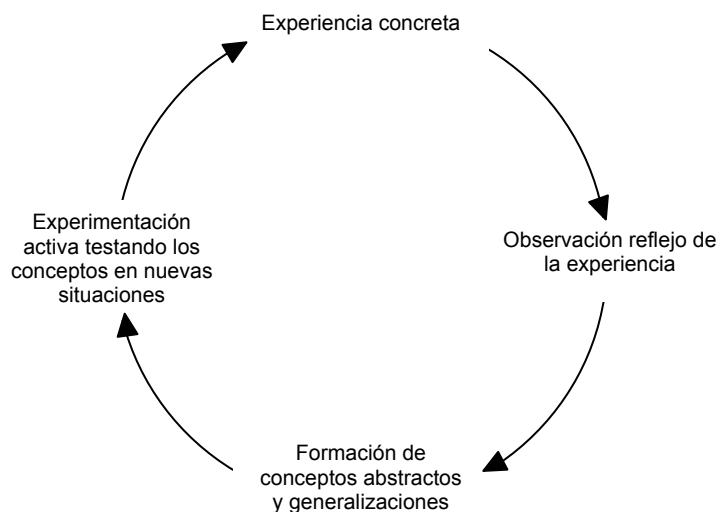 Experiencia concreta
Observación reflejo de
la experiencia
Formación de
conceptos abstractos
y generalizaciones
Experimentación
activa testando los
conceptos en nuevas
situaciones